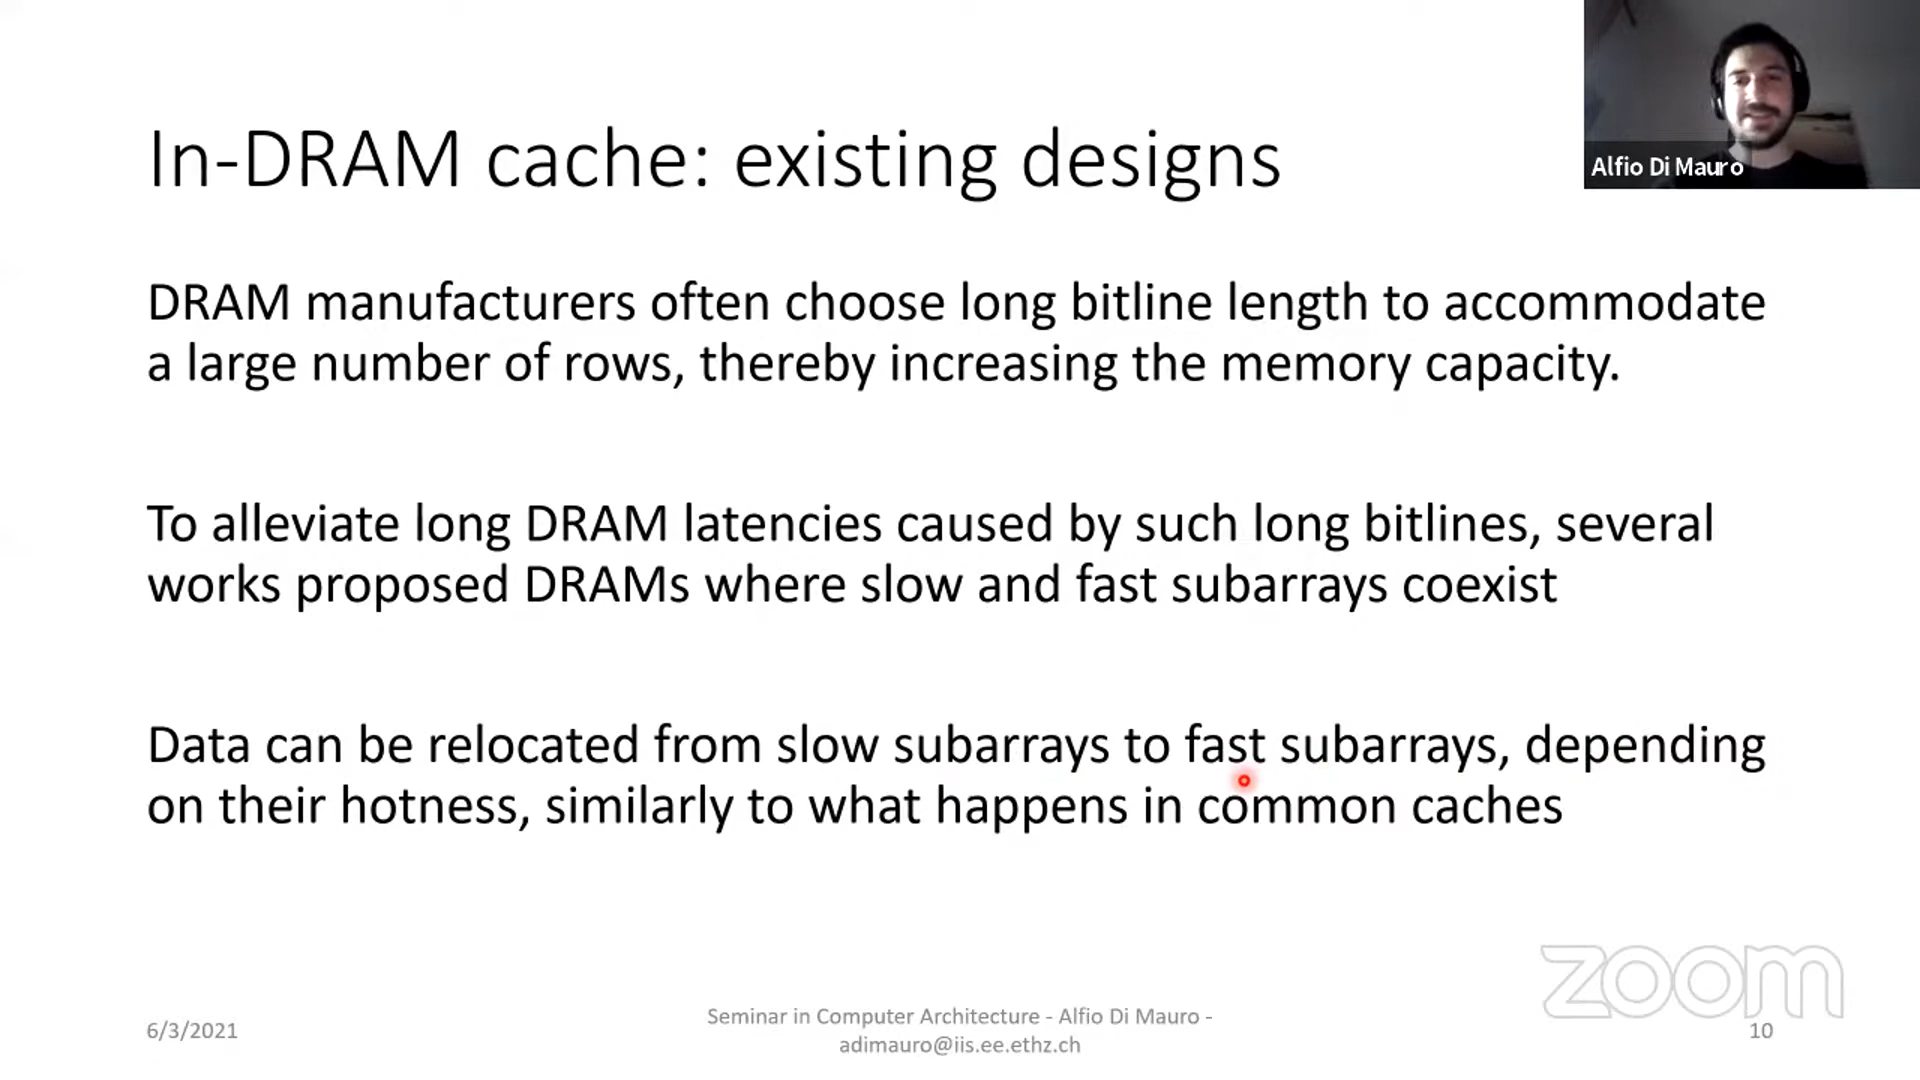 In-DRAM cache: existing designs
Alfio Di Mauro
DRAM manufacturers often choose long bitline length to accommodate
a large number of rows, thereby increasing the memory capacity.
To alleviate long DRAM latencies caused by such long bitlines, several
works proposed DRAMs where slow and fast subarrays coexist
Data can be relocated from slow subarrays to fast subarrays, depending
on their hotness, similarly to what happens in common caches
zoom
6/3/2021
Seminar in Computer Architecture - Alfio Di Mauro -
adimauro@iis.ee.ethz.ch
10